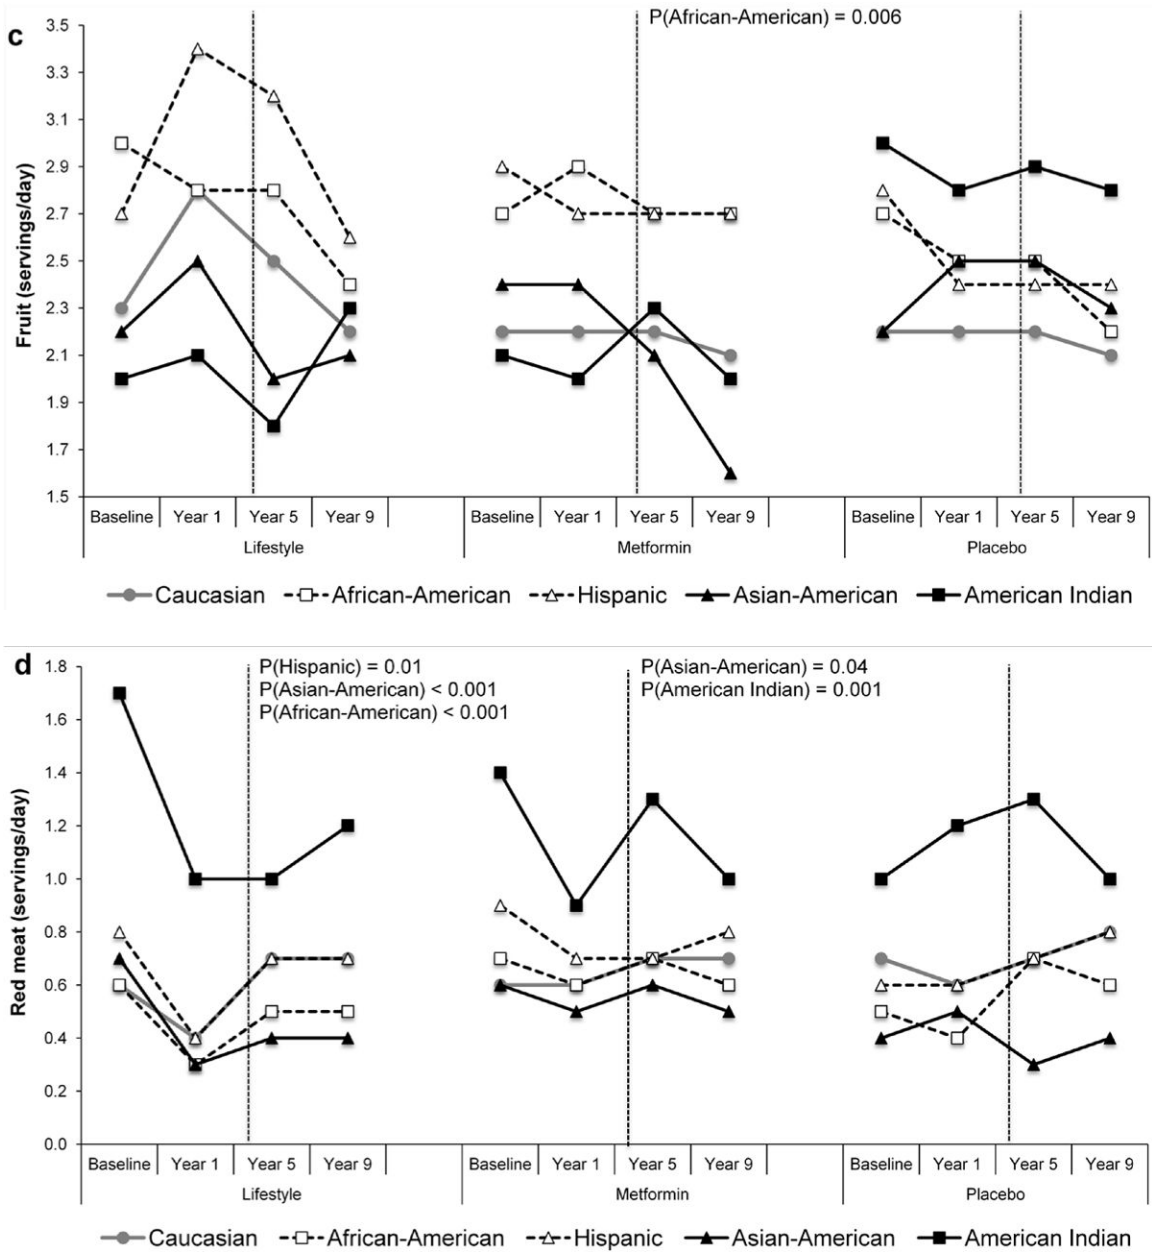 c
P(African-American) = 0.006
Fruit (servings/day)
3.5
3.3
3.1
2.9
2.7
2.5
2.3
2.1
1.9
1.7
1.5
Baseline Year 1 Year 5 Year 9 Baseline Year 1 Year 5 Year 9 Baseline Year 1 Year 5 Year 9
Lifestyle Metformin Placebo
Caucasian African-American Hispanic Asian-American American Indian
d
P(Hispanic) = 0.01 P(Asian-American) = 0.04
P(Asian-American) < 0.001 P(American Indian) = 0.001
P(African-American) < 0.001
Red meat (servings/day)
1.8
1.6
1.4
1.2
1.0
0.8
0.6
0.4
0.2
0.0
Baseline Year 1 Year 5 Year 9 Baseline Year 1 Year 5 Year 9 Baseline Year 1 Year 5 Year 9
Lifestyle Metformin Placebo
Caucasian African-American Hispanic Asian-American American Indian